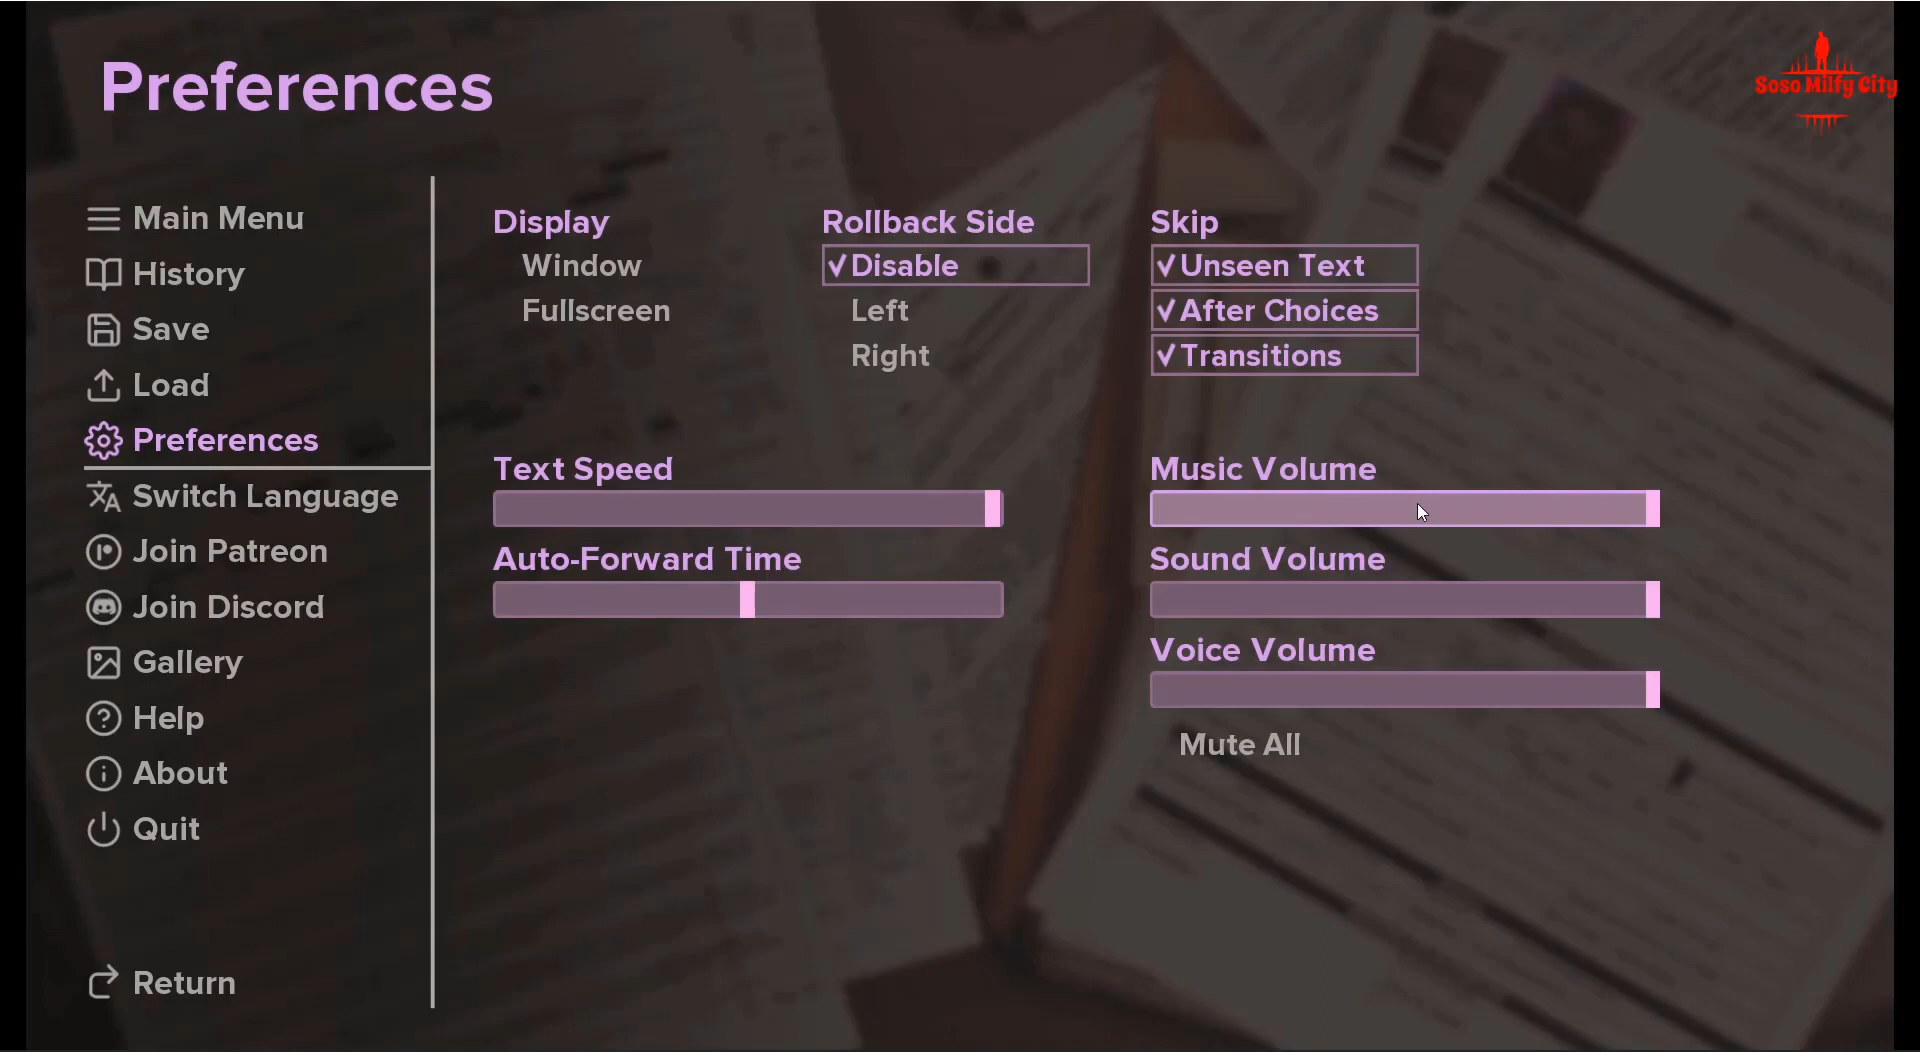 Preferences
Soso Milfy City
Main Menu
History
Save
Load
Preferences
Switch Language
Join Patreon
Join Discord
Gallery
Help
About
Quit
Return
Display
Window
Fullscreen
Rollback Side
Disable
Left
Right
Skip
Unseen Text
After Choices
Transitions
Text Speed
Auto-Forward Time
Music Volume
Sound Volume
Voice Volume
Mute All